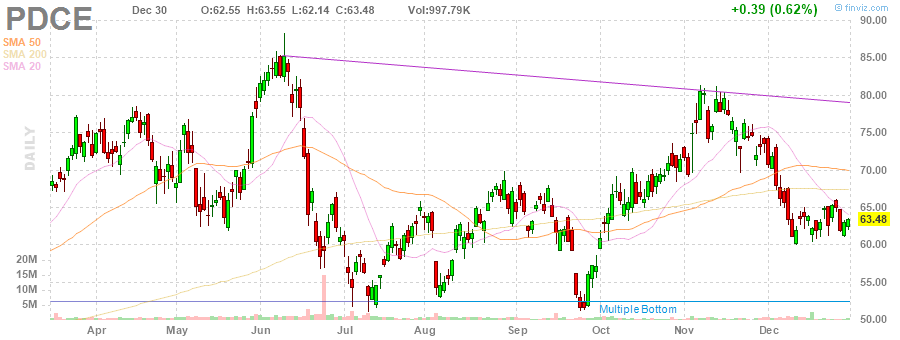 PDCE Dec 30 O:62.55 H:63.55 L:62.14 C:63.48 Vol:997.79K +0.39 (0.62%) finviz.com
SMA 50
SMA 200
SMA 20
DAILY
90.00
85.00
80.00
75.00
70.00
65.00
63.48
60.00
55.00
50.00
20M
15M
10M
5M
Multiple Bottom
Apr May Jun Jul Aug Sep Oct Nov Dec